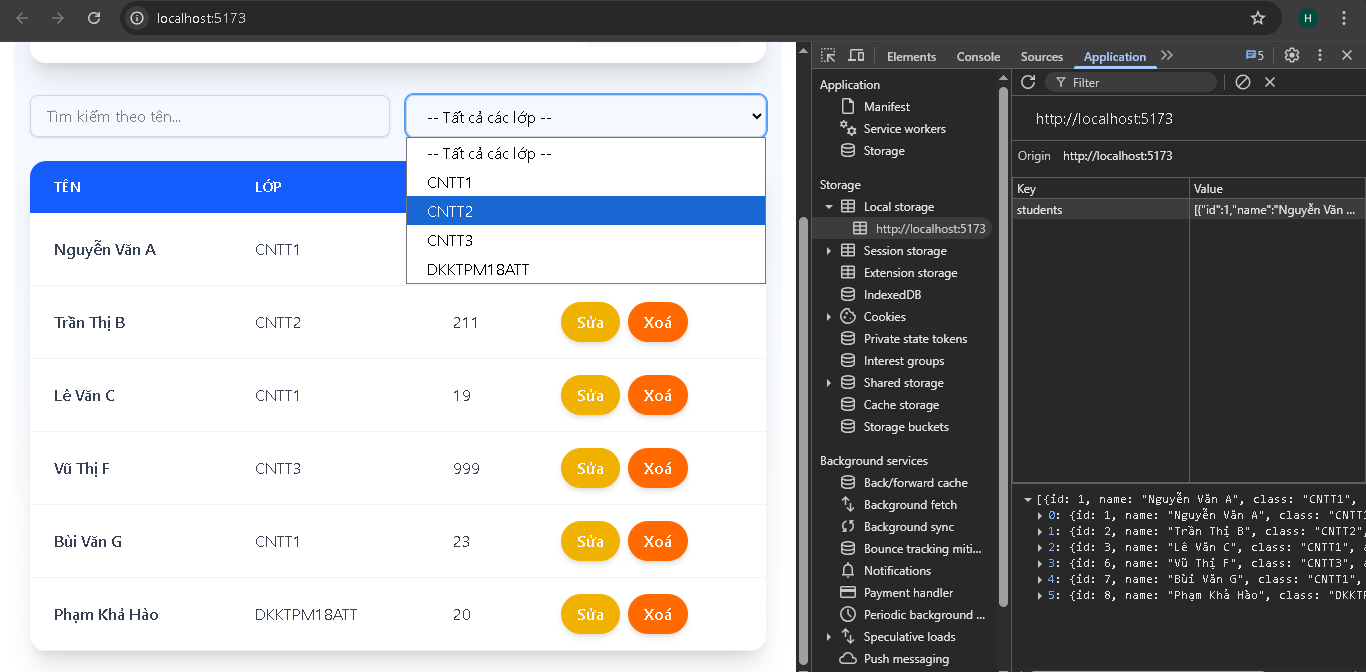 localhost:5173
H
Elements Console Sources Application 5
Tìm kiếm theo tên...
-- Tất cả các lớp --
-- Tất cả các lớp --
CNTT1
CNTT2
CNTT3
DKKTPM18ATT
TÊN LỚP
Nguyễn Văn A CNTT1
Trần Thị B CNTT2 211 Sửa Xoá
Lê Văn C CNTT1 19 Sửa Xoá
Vũ Thị F CNTT3 999 Sửa Xoá
Bùi Văn G CNTT1 23 Sửa Xoá
Phạm Khả Hào DKKTPM18ATT 20 Sửa Xoá
Application
Manifest
Service workers
Storage
Storage
Local storage
http://localhost:5173
Session storage
Extension storage
IndexedDB
Cookies
Private state tokens
Interest groups
Shared storage
Cache storage
Storage buckets
Background services
Back/forward cache
Background fetch
Background sync
Bounce tracking miti...
Notifications
Payment handler
Periodic background ...
Speculative loads
Push messaging
Filter
http://localhost:5173
Origin http://localhost:5173
Key Value
students [{"id":1,"name":"Nguyễn Văn ...
[{id: 1, name: "Nguyễn Văn A", class: "CNTT1",
0: {id: 1, name: "Nguyễn Văn A", class: "CNTT1
1: {id: 2, name: "Trần Thị B", class: "CNTT2",
2: {id: 3, name: "Lê Văn C", class: "CNTT1", a
3: {id: 6, name: "Vũ Thị F", class: "CNTT3", a
4: {id: 7, name: "Bùi Văn G", class: "CNTT1",
5: {id: 8, name: "Phạm Khả Hào", class: "DKKTP